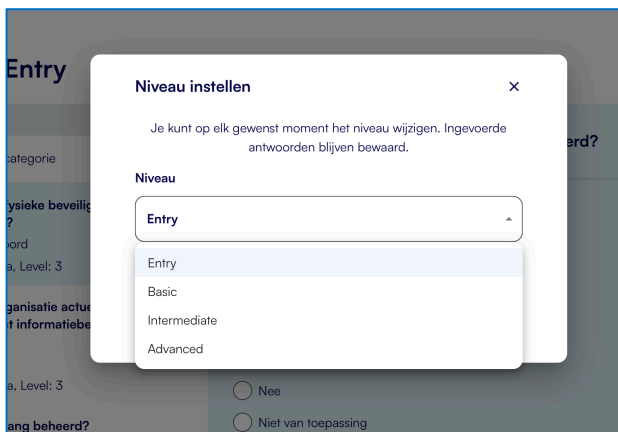 Entry
Niveau instellen
Je kunt op elk gewenst moment het niveau wijzigen. Ingevoerde
antwoorden blijven bewaard.
Niveau
Entry
Entry
Basic
Intermediate
Advanced
categorie
ysieke beveilig
?
oord
a, Level: 3
ganisatie actue
t informatiebe
a, Level: 3
ang beheerd?
erd?
Nee
Niet van toepassing